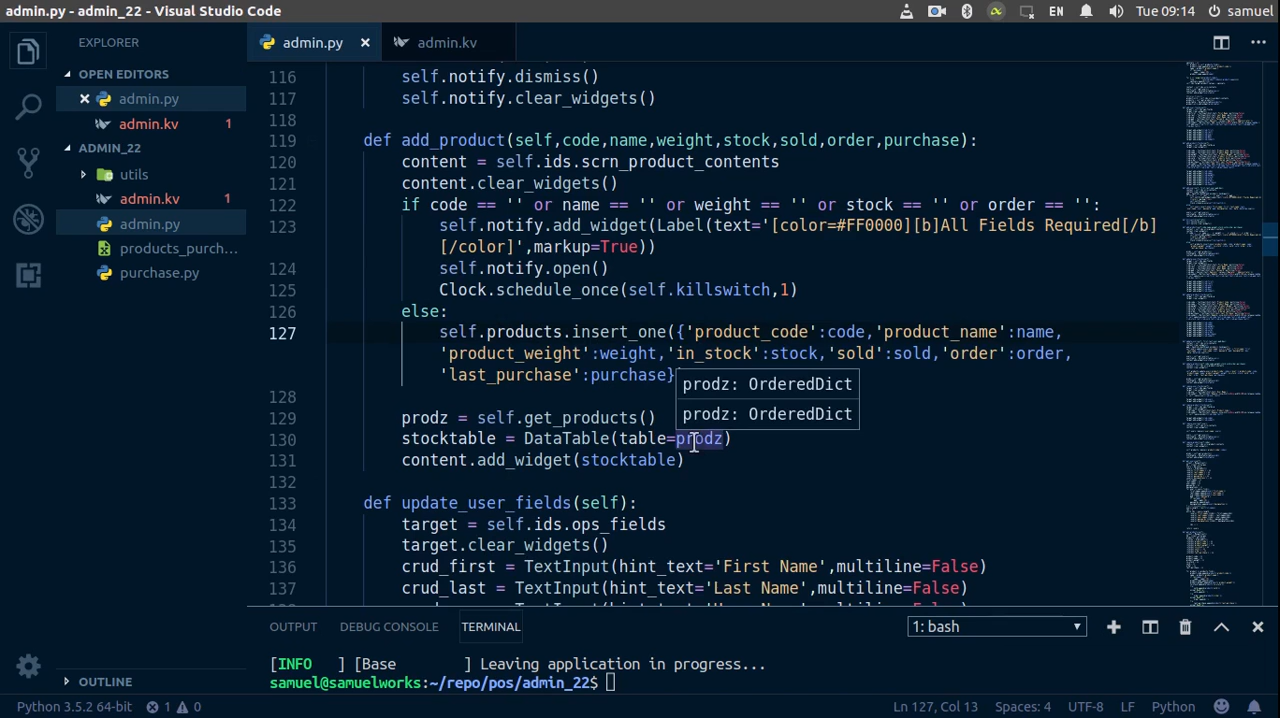 admin.py - admin_22 - Visual Studio Code
EN
Tue 09:14
samuel
EXPLORER
OPEN EDITORS
admin.py
admin.kv 1
ADMIN_22
utils
admin.kv 1
admin.py
products_purch...
purchase.py
OUTLINE
admin.py
admin.kv
116 self.notify.dismiss()
117 self.notify.clear_widgets()
118
119 def add_product(self,code,name,weight,stock,sold,order,purchase):
120 content = self.ids.scrn_product_contents
121 content.clear_widgets()
122 if code == '' or name == '' or weight == '' or stock == '' or order == '':
123 self.notify.add_widget(Label(text='[color=#FF0000][b]All Fields Required[/b]
[/color]',markup=True))
124 self.notify.open()
125 Clock.schedule_once(self.killswitch,1)
126 else:
127 self.products.insert_one({'product_code':code,'product_name':name,
'product_weight':weight,'in_stock':stock,'sold':sold,'order':order,
'last_purchase':purchase}
prodz: OrderedDict
prodz: OrderedDict
128
129 prodz = self.get_products()
130 stocktable = DataTable(table=prodz)
131 content.add_widget(stocktable)
132
133 def update_user_fields(self):
134 target = self.ids.ops_fields
135 target.clear_widgets()
136 crud_first = TextInput(hint_text='First Name',multiline=False)
137 crud_last = TextInput(hint_text='Last Name',multiline=False)
OUTPUT
DEBUG CONSOLE
TERMINAL
1: bash
[INFO ] [Base ] Leaving application in progress...
samuel@samuelworks:~/repo/pos/admin_22$
Python 3.5.2 64-bit
1
0
Ln 127, Col 13
Spaces: 4
UTF-8
LF
Python